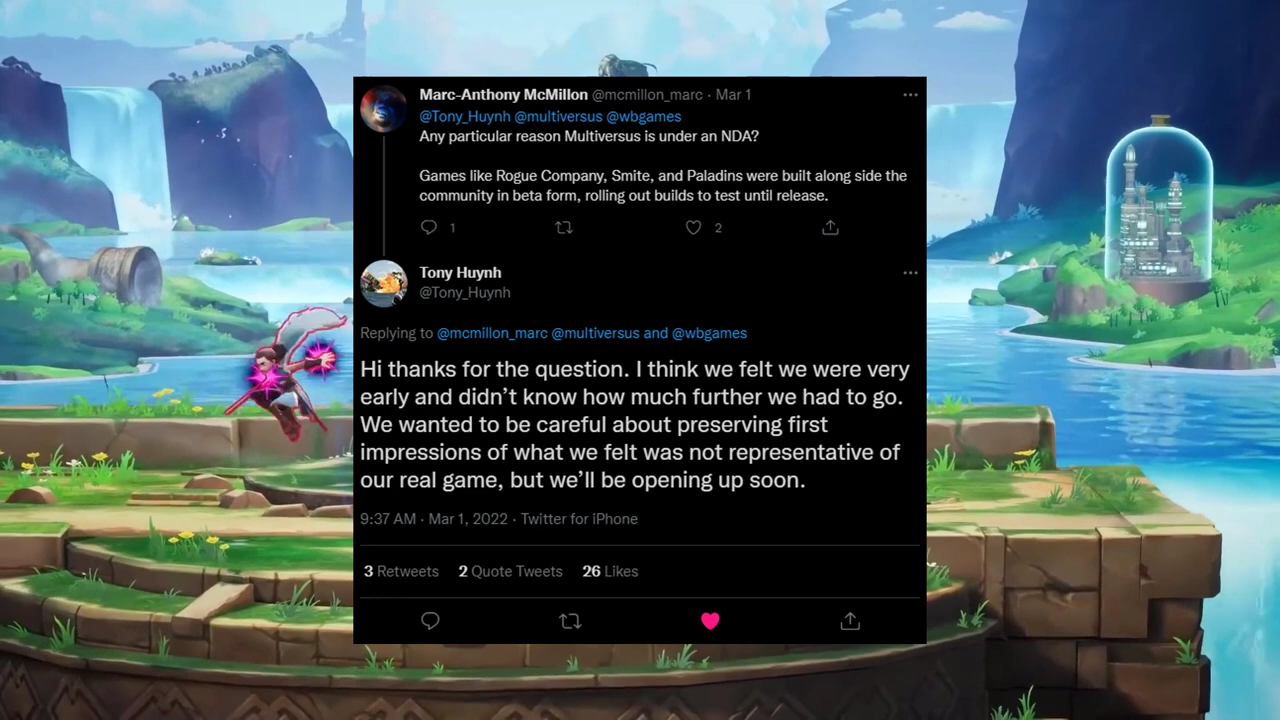 Marc-Anthony McMillon @mcmillon_marc · Mar 1
@Tony_Huynh @multiversus @wbgames
Any particular reason Multiversus is under an NDA?
Games like Rogue Company, Smite, and Paladins were built along side the
community in beta form, rolling out builds to test until release.
1 2
Tony Huynh
@Tony_Huynh
Replying to @mcmillon_marc @multiversus and @wbgames
Hi thanks for the question. I think we felt we were very
early and didn’t know how much further we had to go.
We wanted to be careful about preserving first
impressions of what we felt was not representative of
our real game, but we’ll be opening up soon.
9:37 AM · Mar 1, 2022 · Twitter for iPhone
3 Retweets 2 Quote Tweets 26 Likes